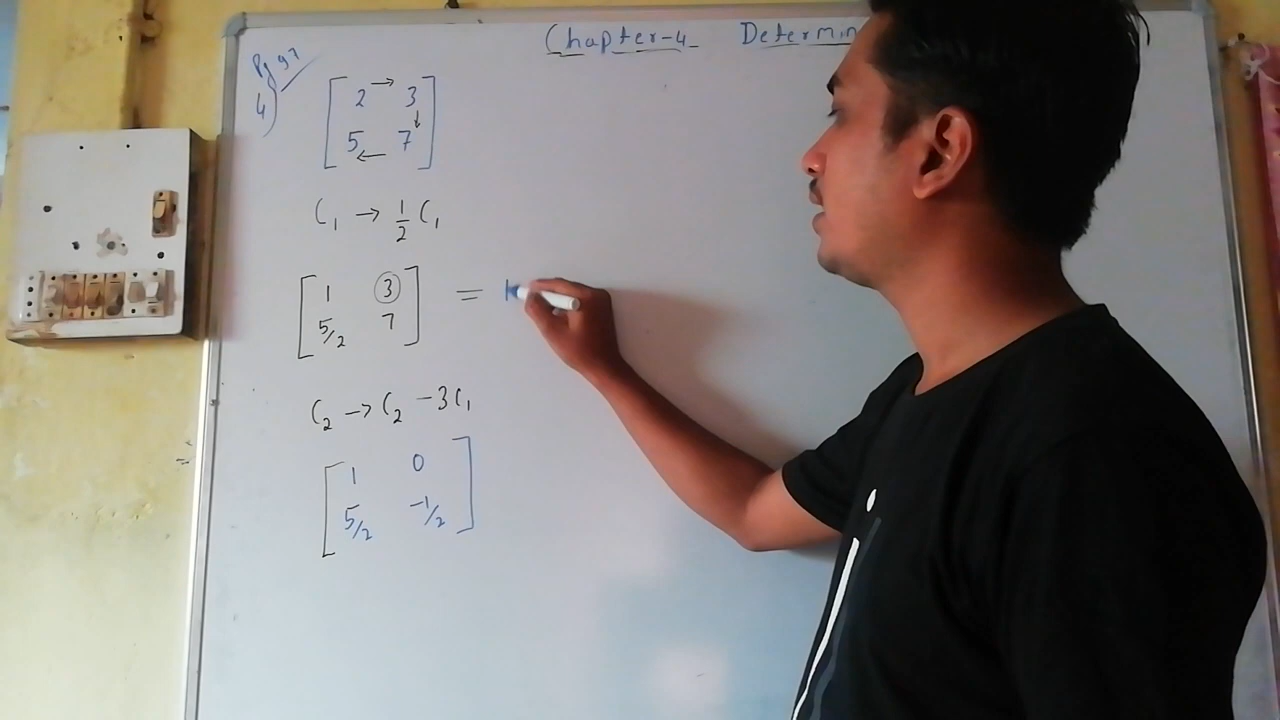 Chapter-4 Determin
Pg 97
4)
2 → 3
↓
5 ← 7
C₁ → 1/2 C₁
1 3
5/2 7
=
C₂ → C₂ - 3C₁
1 0
5/2 -1/2